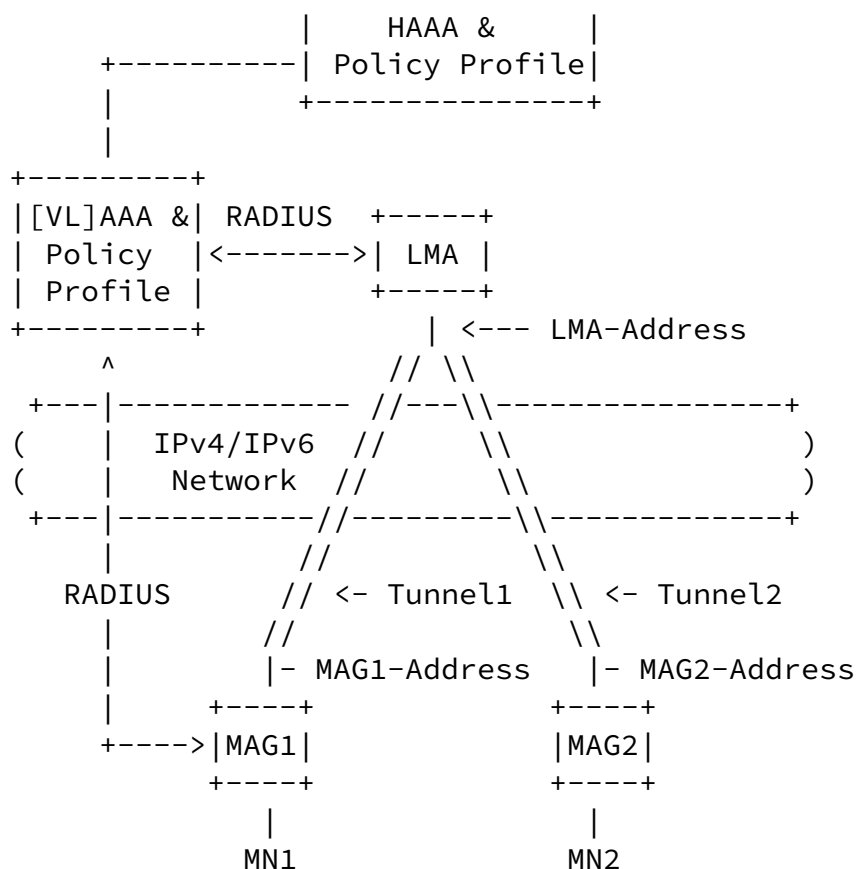 HAAA &
Policy Profile
[VL]AAA & RADIUS
Policy LMA
Profile
<--- LMA-Address
IPv4/IPv6
Network
RADIUS <- Tunnel1 <- Tunnel2
MAG1-Address MAG2-Address
MAG1 MAG2
MN1 MN2